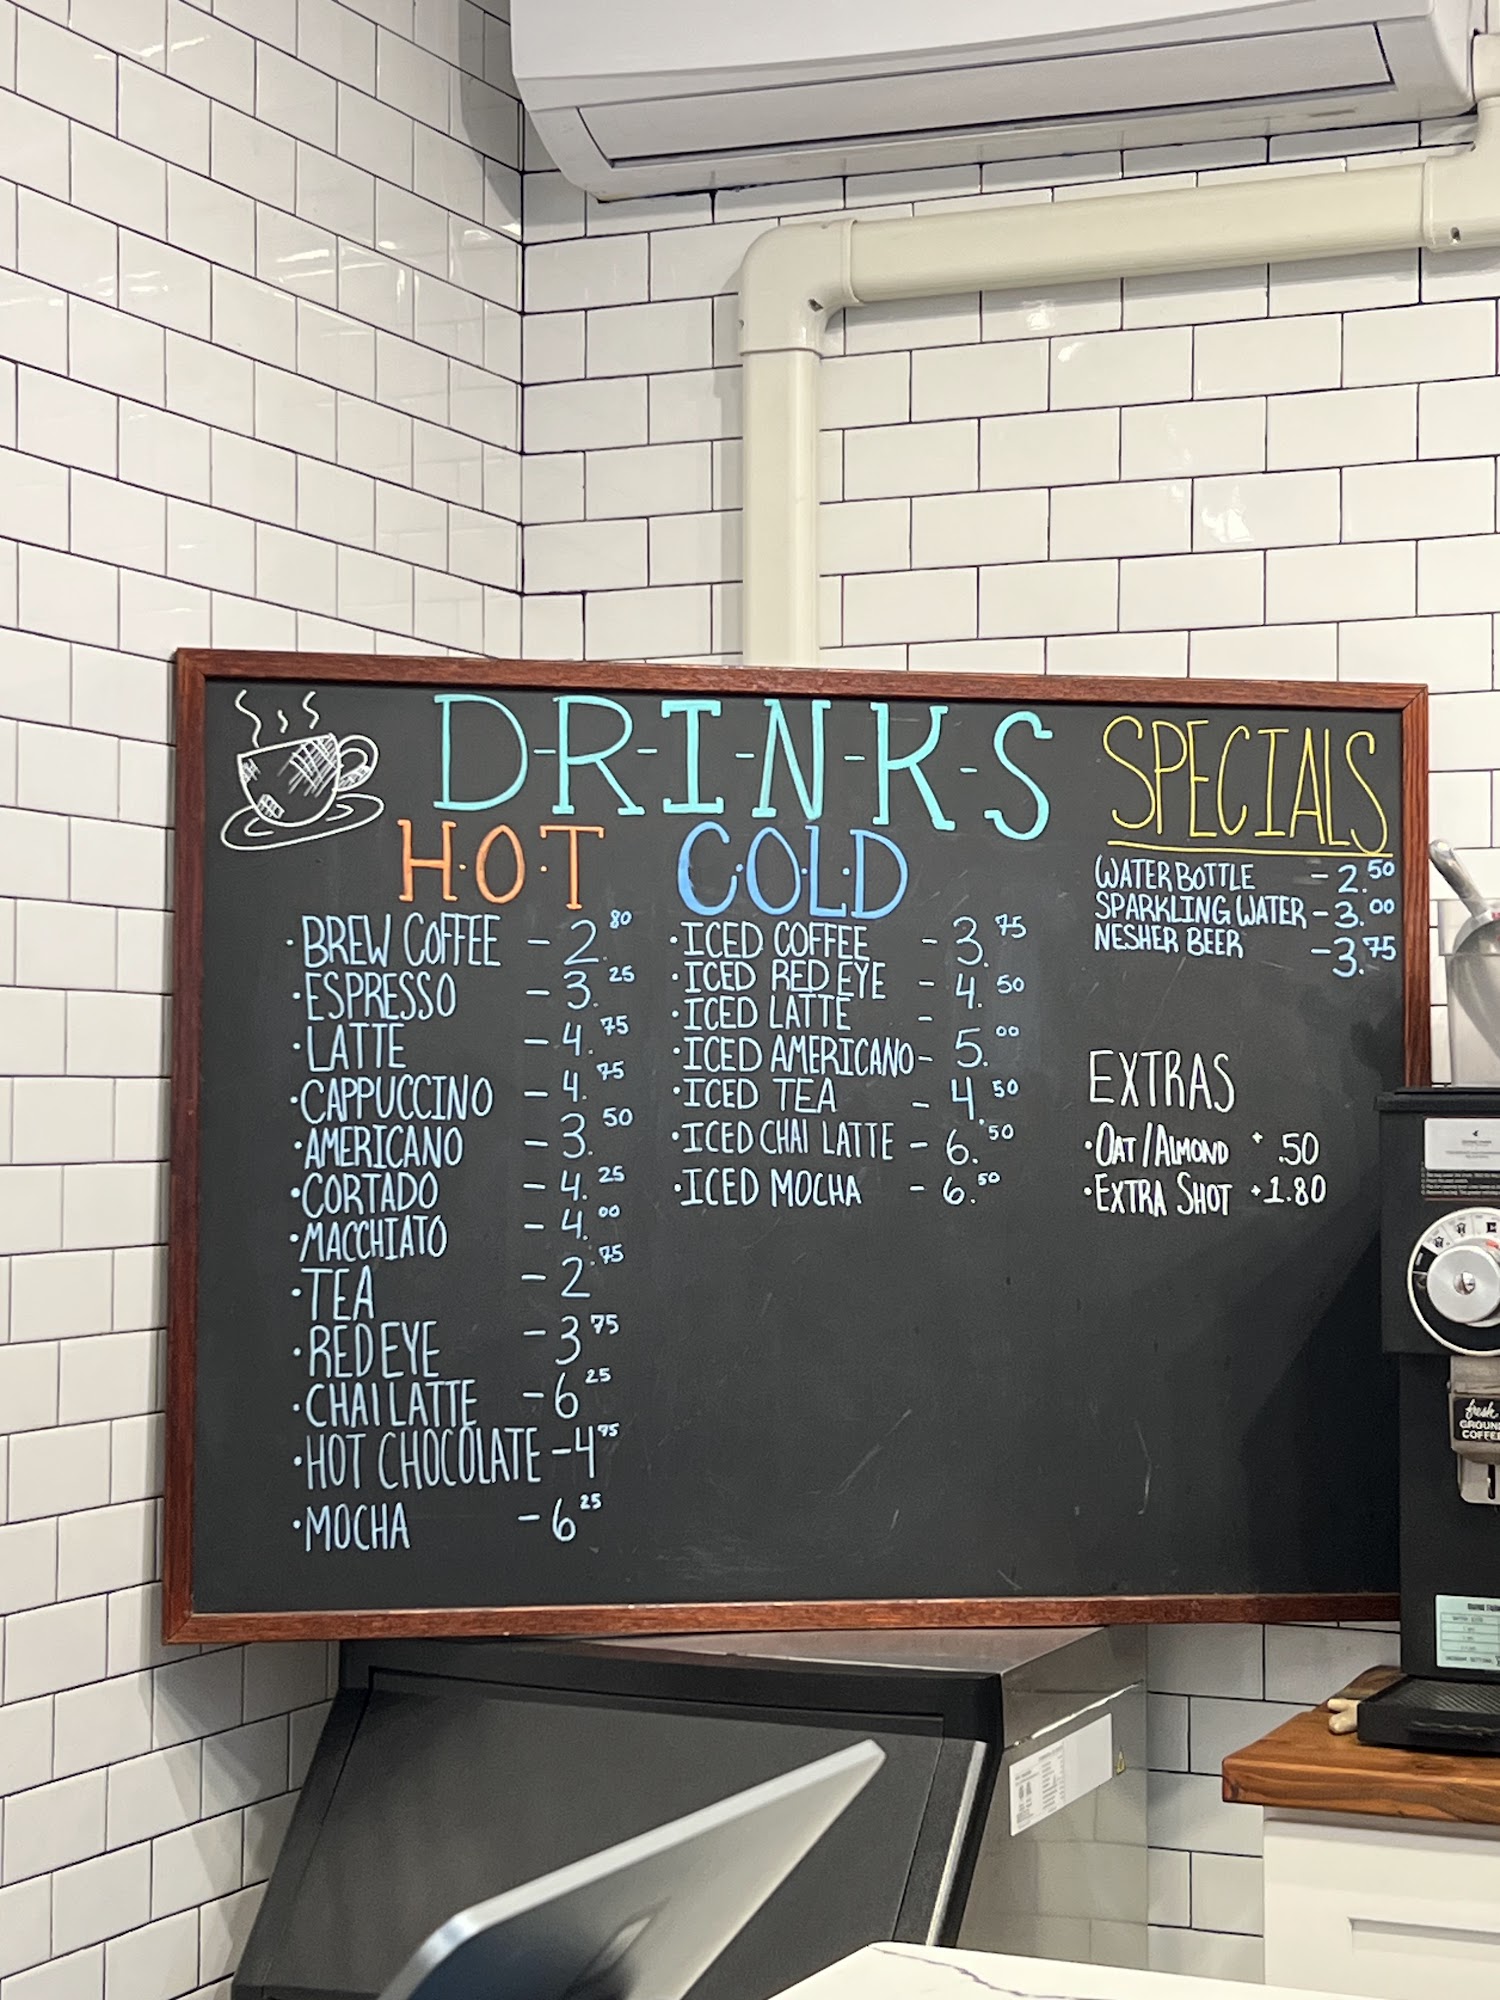 D-R-I-N-K-S
H·O·T
· BREW COFFEE - 2.80
· ESPRESSO - 3.25
· LATTE - 4.75
· CAPPUCCINO - 4.75
· AMERICANO - 3.50
· CORTADO - 4.25
· MACCHIATO - 4.00
· TEA - 2.75
· RED EYE - 3 75
· CHAI LATTE - 6 25
· HOT CHOCOLATE - 4 75
· MOCHA - 6 25
C·O·L·D
· ICED COFFEE - 3.75
· ICED RED EYE - 4.50
· ICED LATTE -
· ICED AMERICANO - 5.00
· ICED TEA - 4.50
· ICED CHAI LATTE - 6.50
· ICED MOCHA - 6.50
SPECIALS
WATER BOTTLE - 2.50
SPARKLING WATER - 3.00
NESHER BEER - 3.75
EXTRAS
· OAT/ALMOND + .50
· EXTRA SHOT +1.80
fresh
GROUND
COFFEE